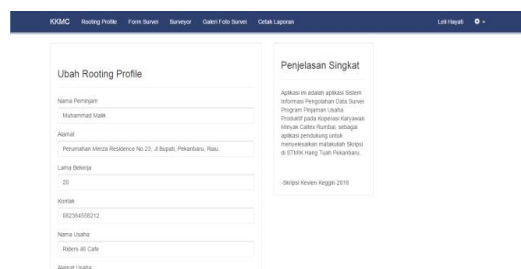 KKMC Rooting Profile Form Survei Surveyor Galeri Foto Survei Cetak Laporan Leli Hayati
Ubah Rooting Profile
Nama Peminjam
Muhammad Malik
Alamat
Perumahan Menza Residence No 22, Jl Bupati, Pekanbaru, Riau.
Lama Bekerja
20
Kontak
082384558212
Nama Usaha
Riders 46 Cafe
Alamat Usaha
Penjelasan Singkat
Aplikasi ini adalah aplikasi Sistem
Informasi Pengolahan Data Survei
Program Pinjaman Usaha
Produktif pada Koperasi Karyawan
Minyak Caltex Rumbai, sebagai
aplikasi pendukung untuk
menyelesaikan matakuliah Skripsi
di STMIK Hang Tuah Pekanbaru.
-Skripsi Kevien Keggin 2016